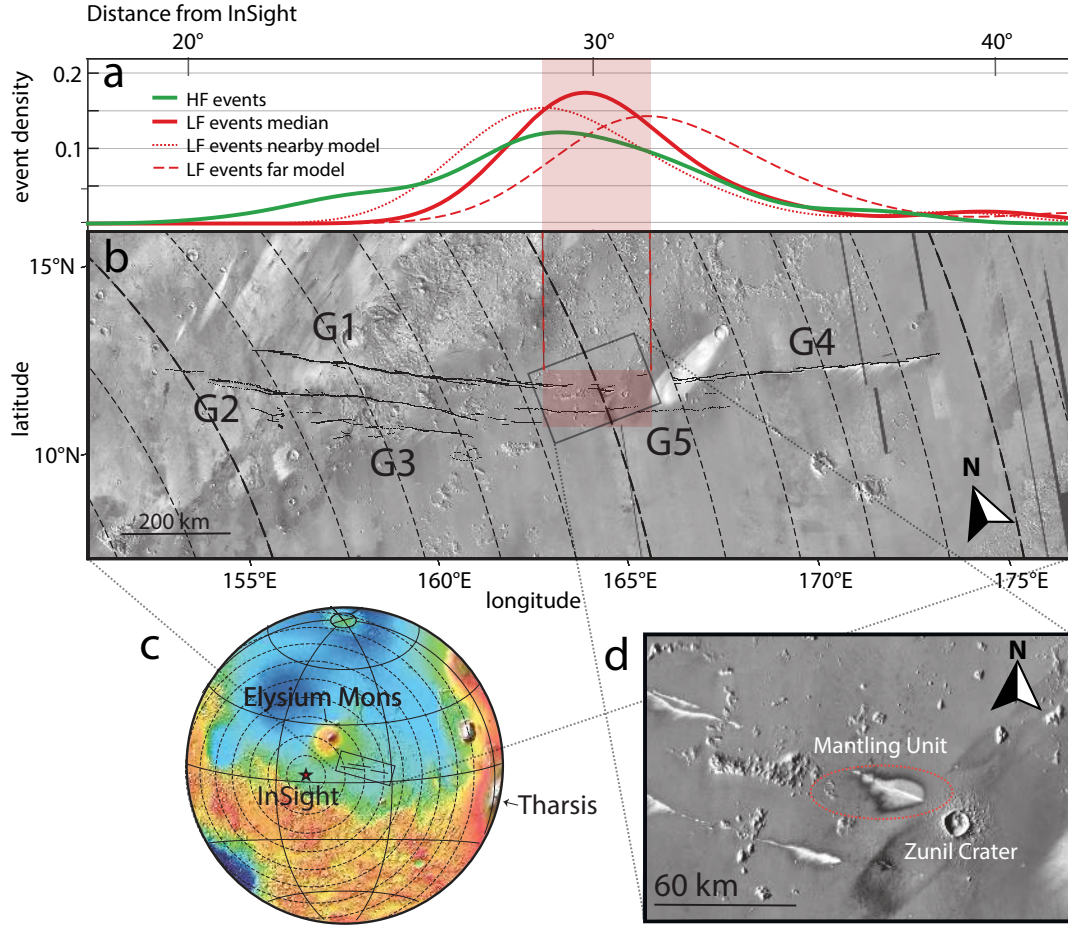 Distance from InSight
20° 30° 40°
a
event density
0.2
0.1
HF events
LF events median
LF events nearby model
LF events far model
b
latitude
15°N
10°N
G1
G2
G3
G4
G5
N
200 km
155°E 160°E 165°E 170°E 175°E
longitude
c
Elysium Mons
InSight
←Tharsis
d
N
Mantling Unit
Zunil Crater
60 km